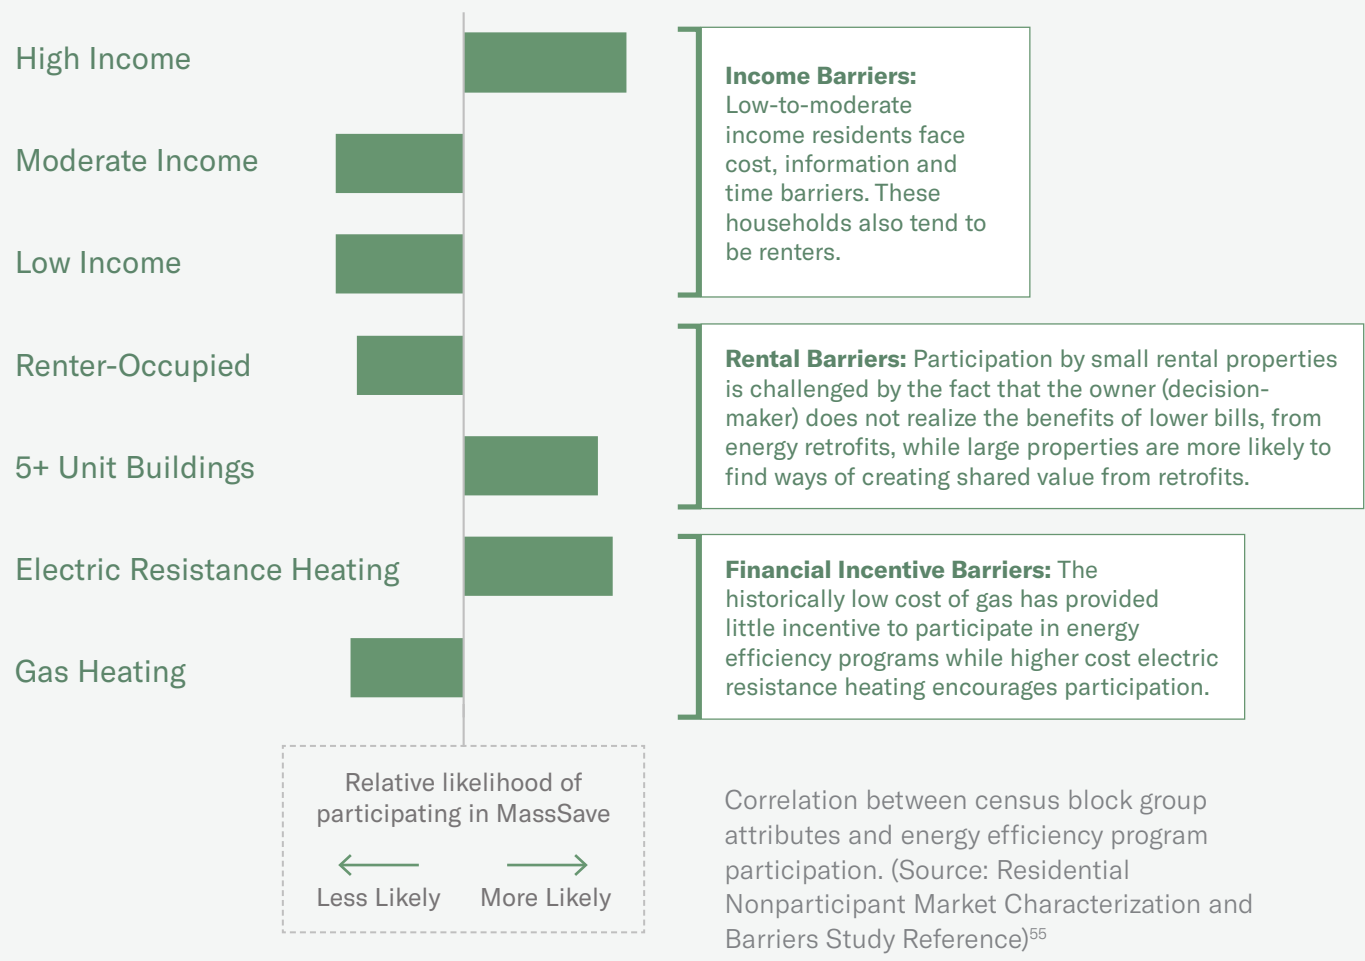 High Income
Moderate Income
Low Income
Renter-Occupied
5+ Unit Buildings
Electric Resistance Heating
Gas Heating
Income Barriers:
Low-to-moderate
income residents face
cost, information and
time barriers. These
households also tend to
be renters.
Rental Barriers: Participation by small rental properties
is challenged by the fact that the owner (decision-
maker) does not realize the benefits of lower bills, from
energy retrofits, while large properties are more likely to
find ways of creating shared value from retrofits.
Financial Incentive Barriers: The
historically low cost of gas has provided
little incentive to participate in energy
efficiency programs while higher cost electric
resistance heating encourages participation.
Relative likelihood of
participating in MassSave
Less Likely
More Likely
Correlation between census block group
attributes and energy efficiency program
participation. (Source: Residential
Nonparticipant Market Characterization and
Barriers Study Reference)⁵⁵